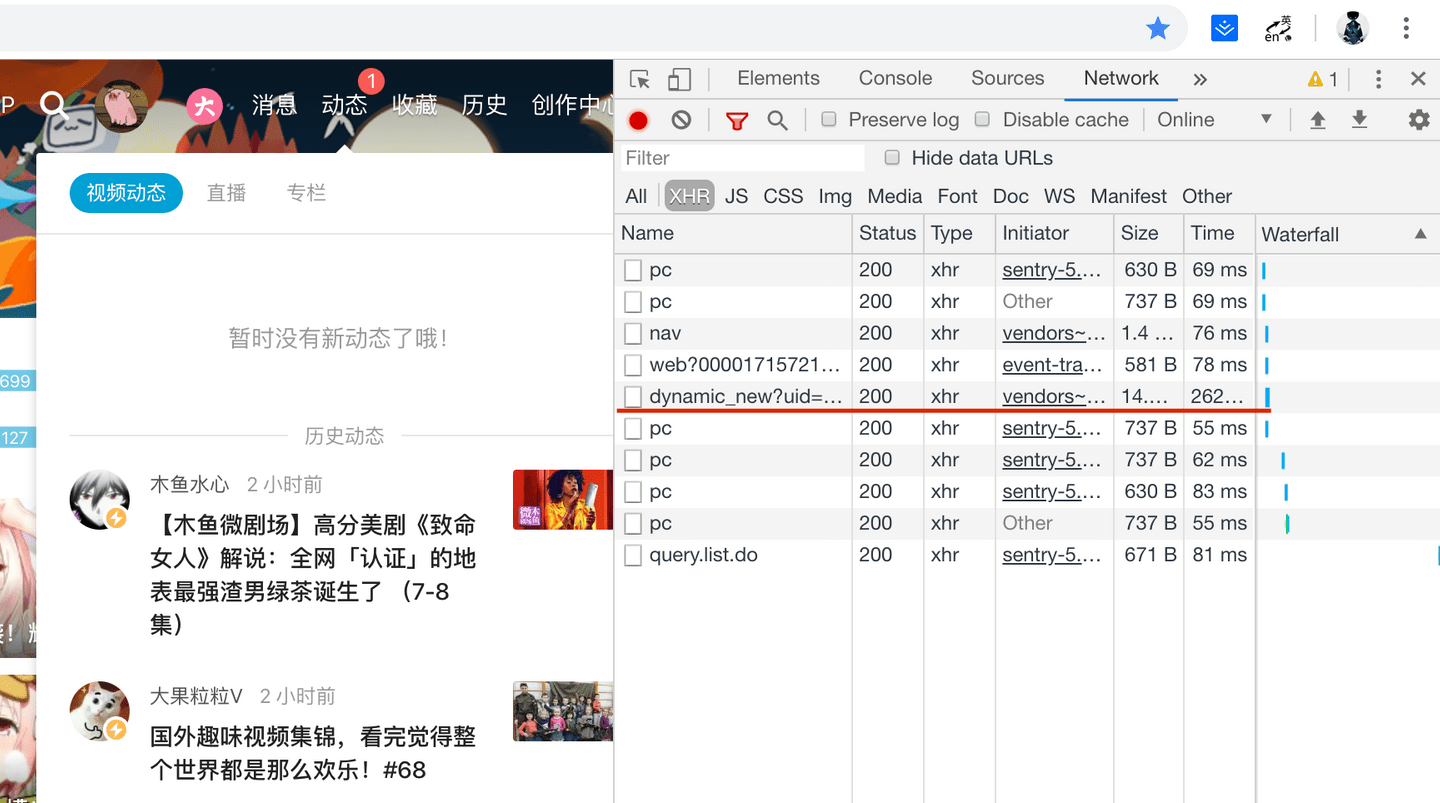 英
en
P
大
消息
动态
1
收藏
历史
创作中心
视频动态
直播
专栏
暂时没有新动态了哦！
699
127
历史动态
木鱼水心 2 小时前
【木鱼微剧场】高分美剧《致命
女人》解说：全网「认证」的地
表最强渣男绿茶诞生了 （7-8
集）
大果粒粒V 2 小时前
国外趣味视频集锦，看完觉得整
个世界都是那么欢乐！#68
Elements Console Sources Network » 1
Preserve log Disable cache Online
Filter Hide data URLs
All XHR JS CSS Img Media Font Doc WS Manifest Other
Name Status Type Initiator Size Time Waterfall
pc 200 xhr sentry-5.… 630 B 69 ms
pc 200 xhr Other 737 B 69 ms
nav 200 xhr vendors~… 1.4 … 76 ms
web?00001715721… 200 xhr event-tra… 581 B 78 ms
dynamic_new?uid=… 200 xhr vendors~… 14.… 262…
pc 200 xhr sentry-5.… 737 B 55 ms
pc 200 xhr sentry-5.… 737 B 62 ms
pc 200 xhr sentry-5.… 630 B 83 ms
pc 200 xhr Other 737 B 55 ms
query.list.do 200 xhr sentry-5.… 671 B 81 ms